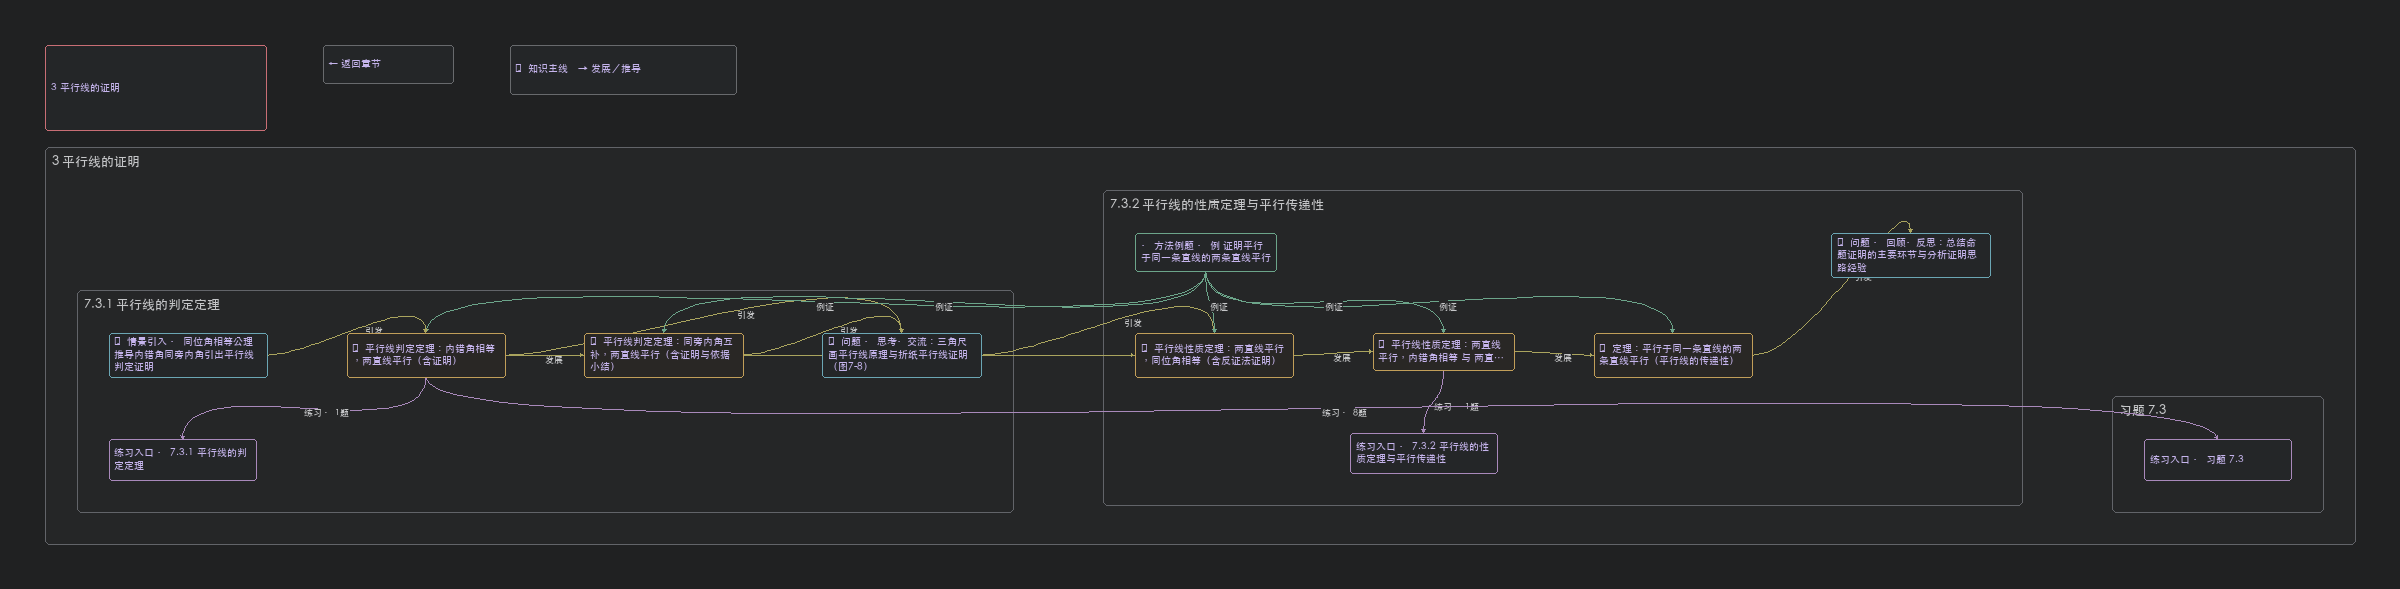 3 平行线的证明
← 返回章节
知识主线 → 发展／推导
3 平行线的证明
7.3.2 平行线的性质定理与平行传递性
· 方法例题 · 例 证明平行
于同一条直线的两条直线平行
问题 · 回顾·反思：总结命
题证明的主要环节与分析证明思
路经验
引发
7.3.1 平行线的判定定理
引发
引发
例证
引发
例证
引发
例证
例证
例证
情景引入 · 同位角相等公理
推导内错角同旁内角引出平行线
判定证明
平行线判定定理：内错角相等
，两直线平行（含证明）
发展
平行线判定定理：同旁内角互
补，两直线平行（含证明与依据
小结）
问题 · 思考·交流：三角尺
画平行线原理与折纸平行线证明
（图7-8）
平行线性质定理：两直线平行
，同位角相等（含反证法证明）
发展
平行线性质定理：两直线
平行，内错角相等 与 两直…
发展
定理：平行于同一条直线的两
条直线平行（平行线的传递性）
练习 · 1题
练习 · 8题
练习 · 1题
习题 7.3
练习入口 · 7.3.1 平行线的判
定定理
练习入口 · 7.3.2 平行线的性
质定理与平行传递性
练习入口 · 习题 7.3